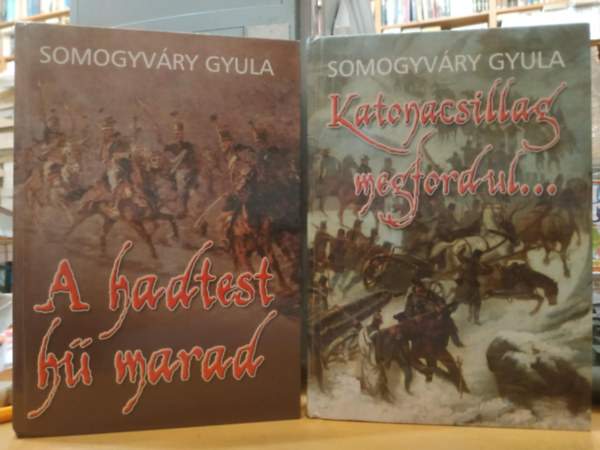 SOMOGYVÁRY GYULA
A hadtest
hű marad
SOMOGYVÁRY GYULA
Katonacsillag
megfordul...